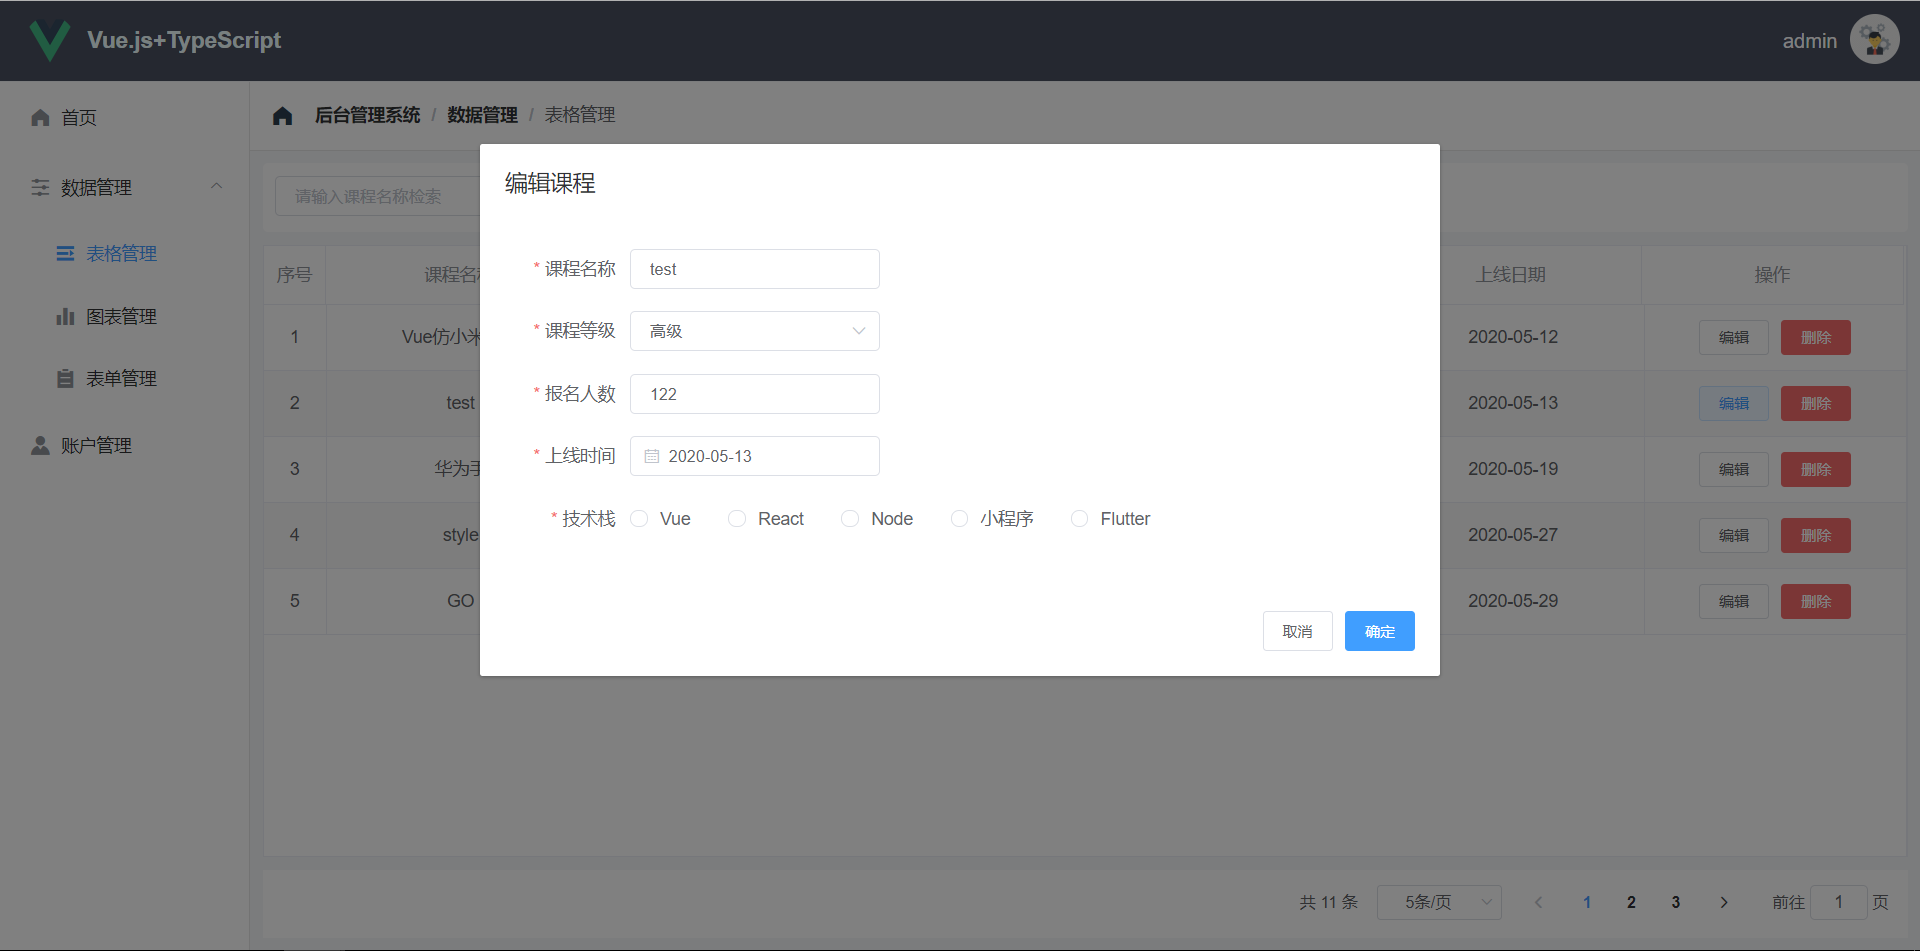 Vue.js+TypeScript
admin
首页
后台管理系统 / 数据管理 / 表格管理
数据管理
表格管理
图表管理
表单管理
账户管理
请输入课程名称检索
序号 课程名 上线日期 操作
1 Vue仿小米 2020-05-12 编辑 删除
2 test 2020-05-13 编辑 删除
3 华为手 2020-05-19 编辑 删除
4 style 2020-05-27 编辑 删除
5 GO 2020-05-29 编辑 删除
编辑课程
* 课程名称 test
* 课程等级 高级
* 报名人数 122
* 上线时间 2020-05-13
* 技术栈 Vue React Node 小程序 Flutter
取消 确定
共 11 条 5条/页 1 2 3 前往 1 页